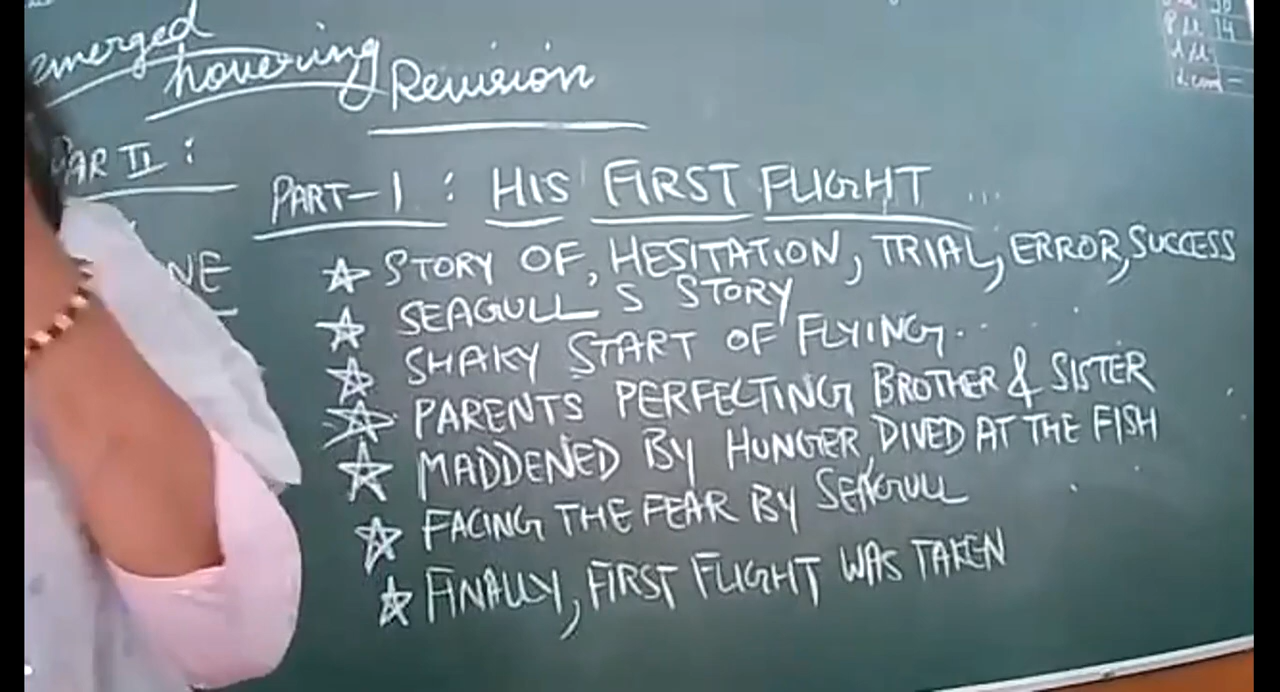 emerged
hovering
Revision
PAR II :
PART-1 : HIS FIRST FLIGHT ...
NE
☆ STORY OF, HESITATION, TRIAL, ERROR, SUCCESS
☆ SEAGULL S STORY
☆ SHAKY START OF FLYING.
☆ PARENTS PERFECTING BROTHER & SISTER
☆ MADDENED BY HUNGER, DIVED AT THE FISH
☆ FACING THE FEAR BY SEAGULL
☆ FINALLY, FIRST FLIGHT WAS TAKEN